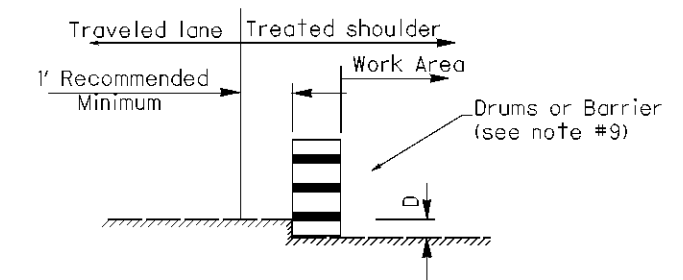 Traveled lane Treated shoulder
1' Recommended
Minimum
Work Area
Drums or Barrier
(see note #9)
D